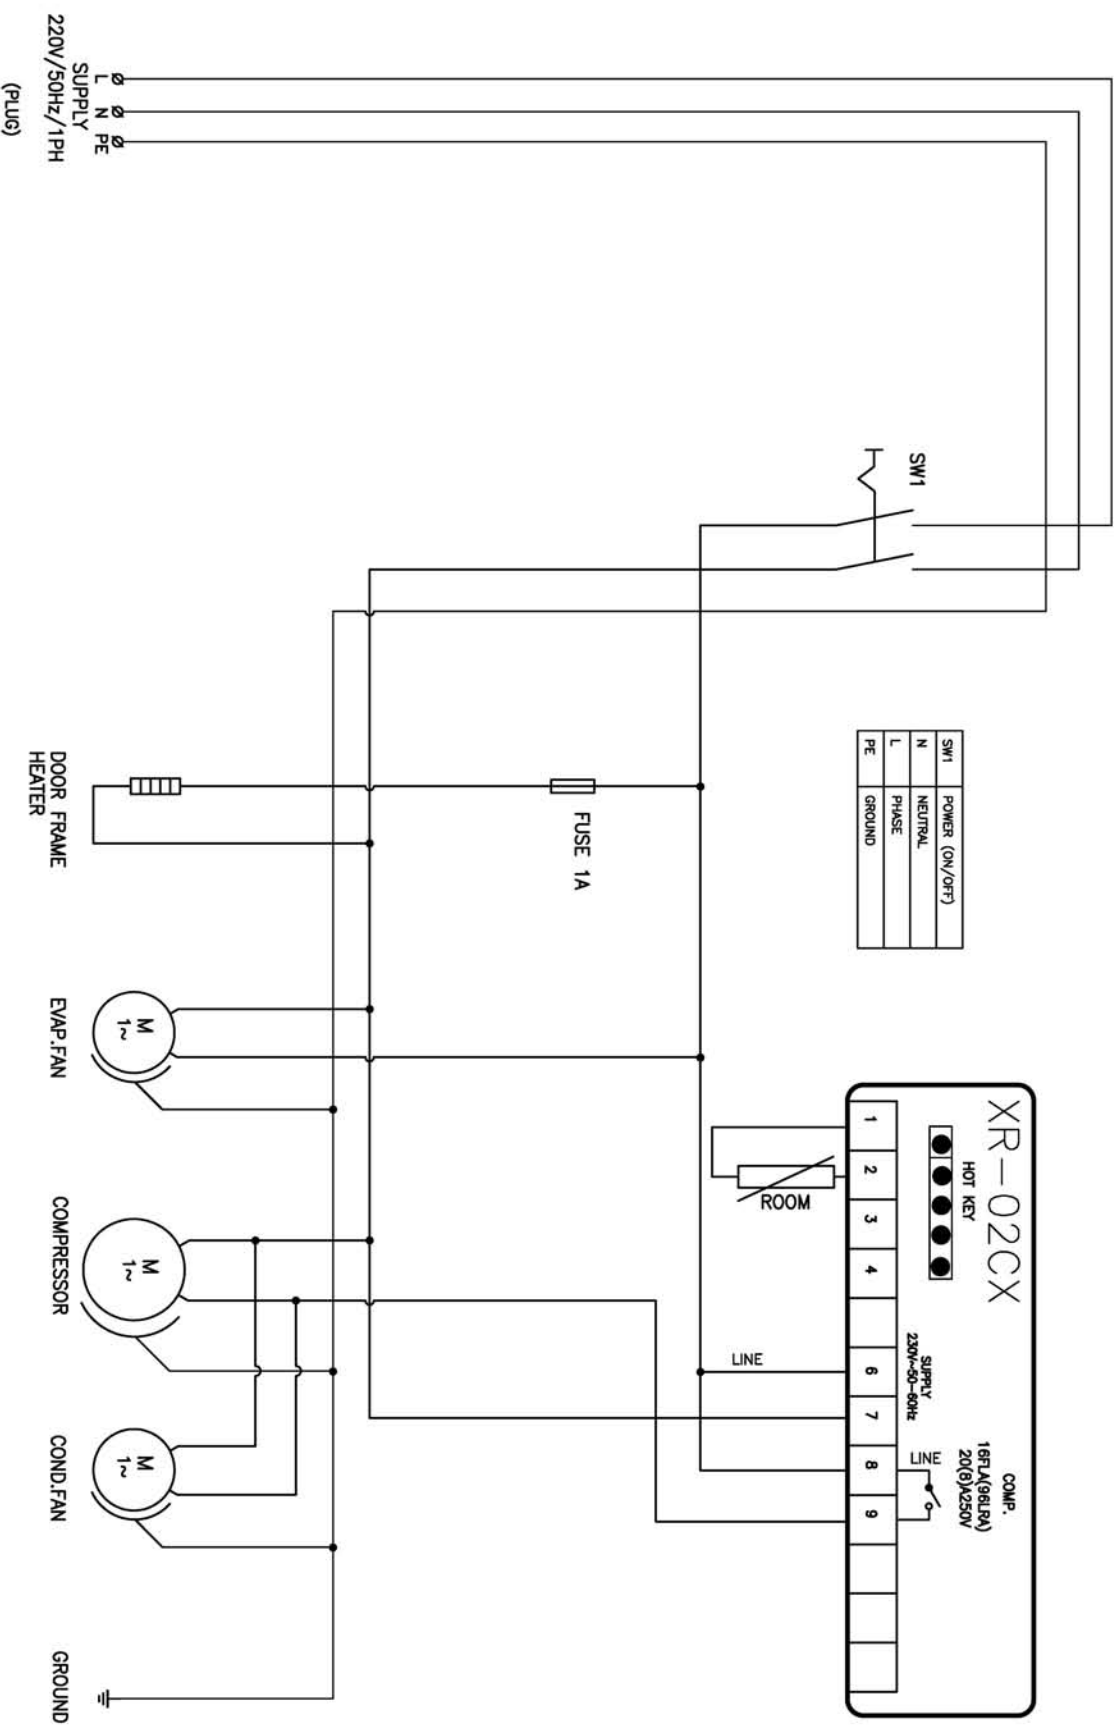 XR-02CX
HOT KEY
COMP.
16FLA(96LRA)
20(8)A250V
SUPPLY
230V~50-60Hz
LINE
1
2
3
4
6
7
8
9
SW1 POWER (ON/OFF)
N NEUTRAL
L PHASE
PE GROUND
SW1
ROOM
LINE
FUSE 1A
L
N
PE
SUPPLY
220V/50Hz/1PH
(PLUG)
M
1~
M
1~
M
1~
DOOR FRAME
HEATER
EVAP.FAN
COMPRESSOR
COND.FAN
GROUND